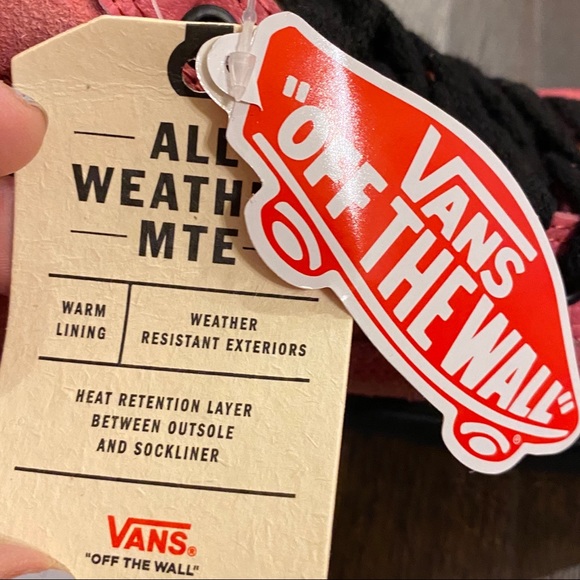 ALL
WEATH
MTE
WARM
LINING
WEATHER
RESISTANT EXTERIORS
HEAT RETENTION LAYER
BETWEEN OUTSOLE
AND SOCKLINER
VANS®
"OFF THE WALL"
VANS
"OFF THE WALL"®